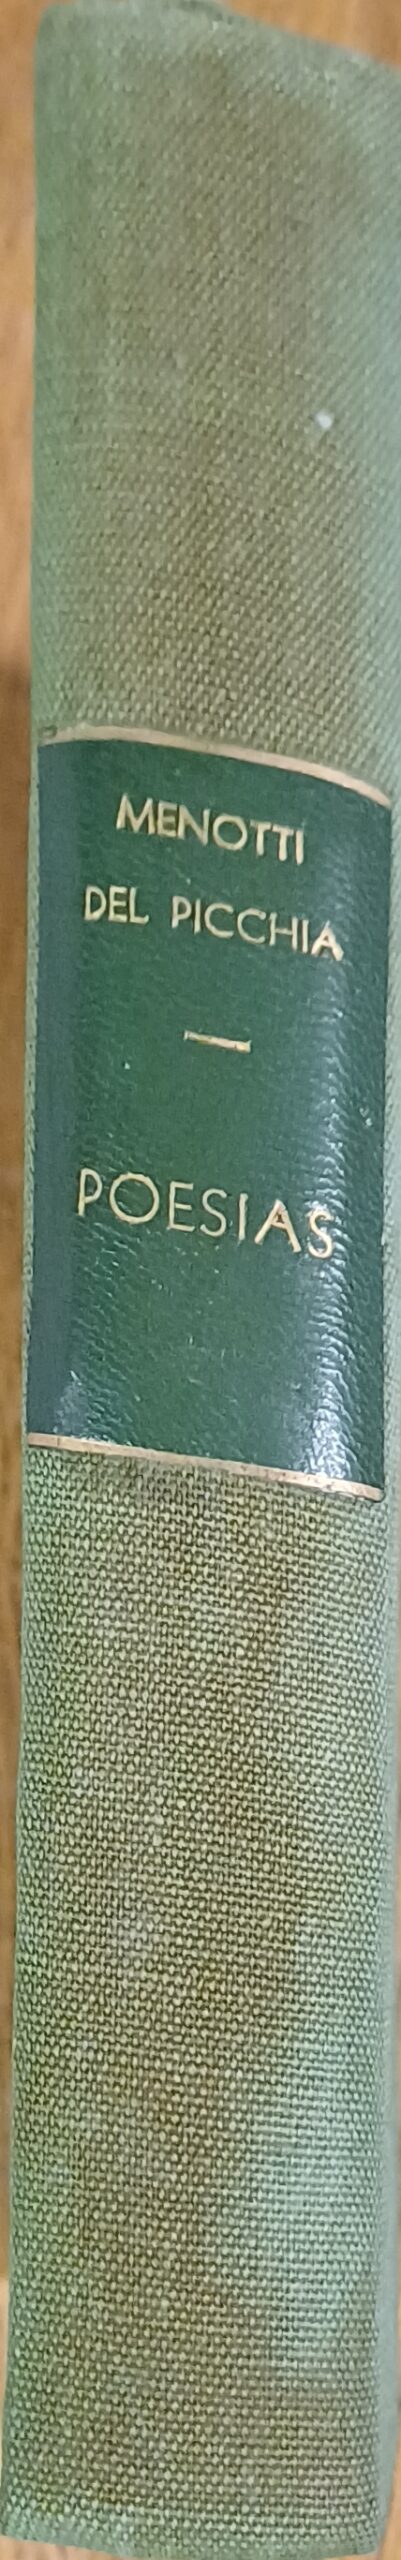 MENOTTI
DEL PICCHIA
—
POESIAS